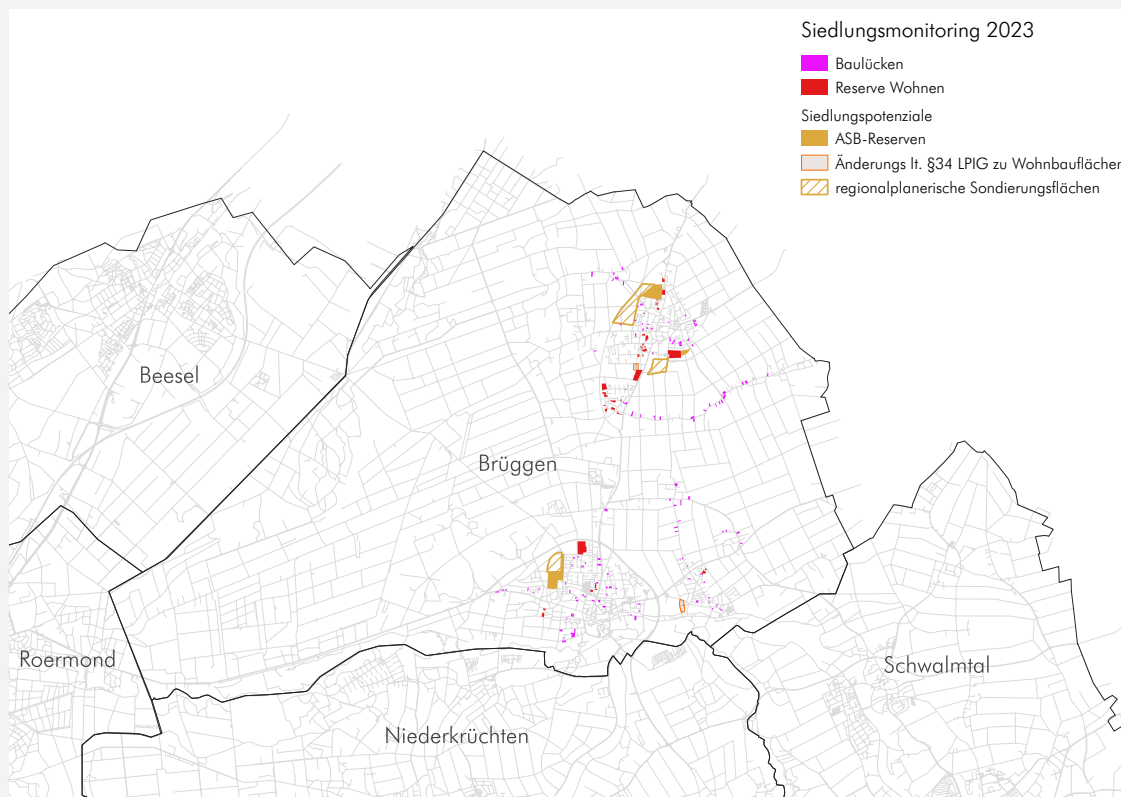 Siedlungsmonitoring 2023
Baulücken
Reserve Wohnen
Siedlungspotenziale
ASB-Reserven
Änderungs lt. §34 LPIG zu Wohnbauflächen
regionalplanerische Sondierungsflächen
Beesel
Brüggen
Roermond
Schwalmtal
Niederkrüchten